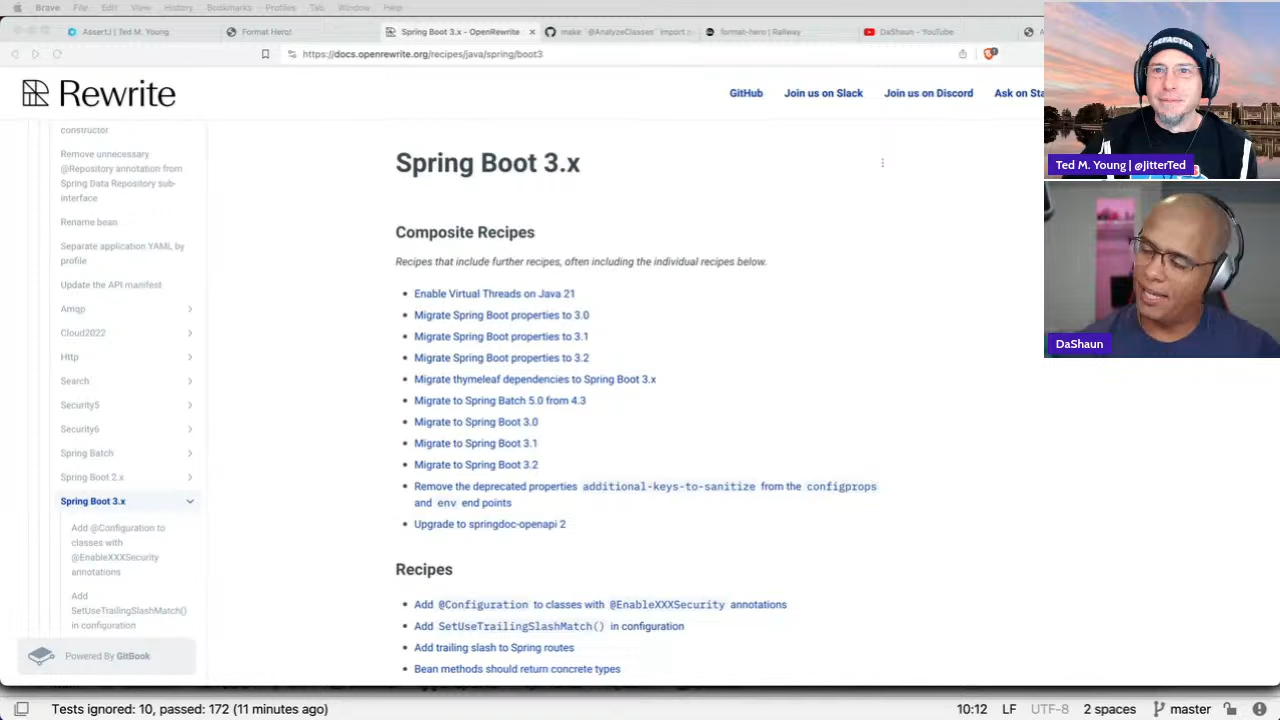 Brave File Edit View History Bookmarks Profiles Tab Window Help
AssertJ | Ted M. Young
Format Hero!
Spring Boot 3.x - OpenRewrite
make `@AnalyzeClasses` import
format-hero | Railway
DaShaun - YouTube
https://docs.openrewrite.org/recipes/java/spring/boot3
Rewrite
GitHub
Join us on Slack
Join us on Discord
Ask on Sta
constructor
Remove unnecessary
@Repository annotation from
Spring Data Repository sub-
interface
Rename bean
Separate application YAML by
profile
Update the API manifest
Amqp
Cloud2022
Http
Search
Security5
Security6
Spring Batch
Spring Boot 2.x
Spring Boot 3.x
Add @Configuration to
classes with
@EnableXXXSecurity
annotations
Add
SetUseTrailingSlashMatch()
in configuration
Powered By GitBook
Spring Boot 3.x
Composite Recipes
Recipes that include further recipes, often including the individual recipes below.
Enable Virtual Threads on Java 21
Migrate Spring Boot properties to 3.0
Migrate Spring Boot properties to 3.1
Migrate Spring Boot properties to 3.2
Migrate thymeleaf dependencies to Spring Boot 3.x
Migrate to Spring Batch 5.0 from 4.3
Migrate to Spring Boot 3.0
Migrate to Spring Boot 3.1
Migrate to Spring Boot 3.2
Remove the deprecated properties additional-keys-to-sanitize from the configprops
and env end points
Upgrade to springdoc-openapi 2
Recipes
Add @Configuration to classes with @EnableXXXSecurity annotations
Add SetUseTrailingSlashMatch() in configuration
Add trailing slash to Spring routes
Bean methods should return concrete types
REFACTOR
Ted M. Young | @JitterTed
DaShaun
Tests ignored: 10, passed: 172 (11 minutes ago)
10:12 LF UTF-8 2 spaces master